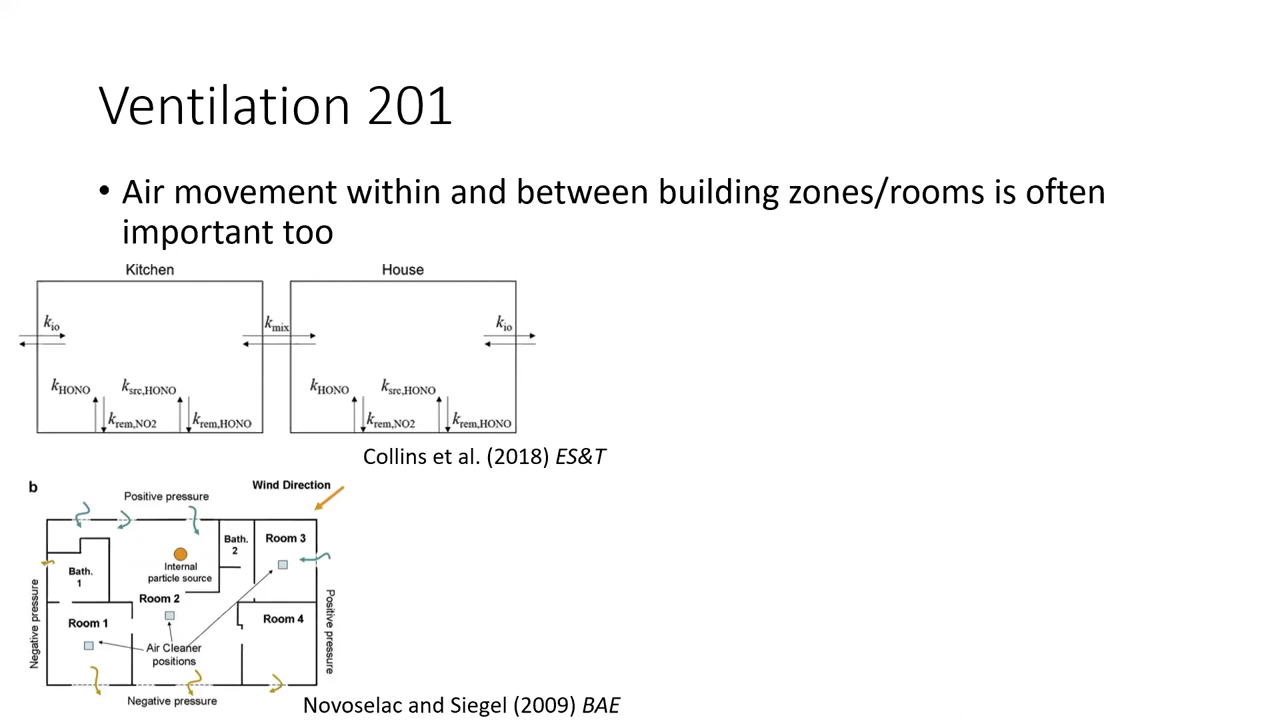 Ventilation 201
• Air movement within and between building zones/rooms is often
important too
Kitchen
House
kio
kmix
kio
kHONO
ksrc,HONO
krem,NO2
krem,HONO
kHONO
ksrc,HONO
krem,NO2
krem,HONO
Collins et al. (2018) ES&T
b
Wind Direction
Positive pressure
Bath.
2
Room 3
Internal
particle source
Bath.
1
Room 2
Room 1
Room 4
Air Cleaner
positions
Negative pressure
Positive pressure
Negative pressure
Novoselac and Siegel (2009) BAE